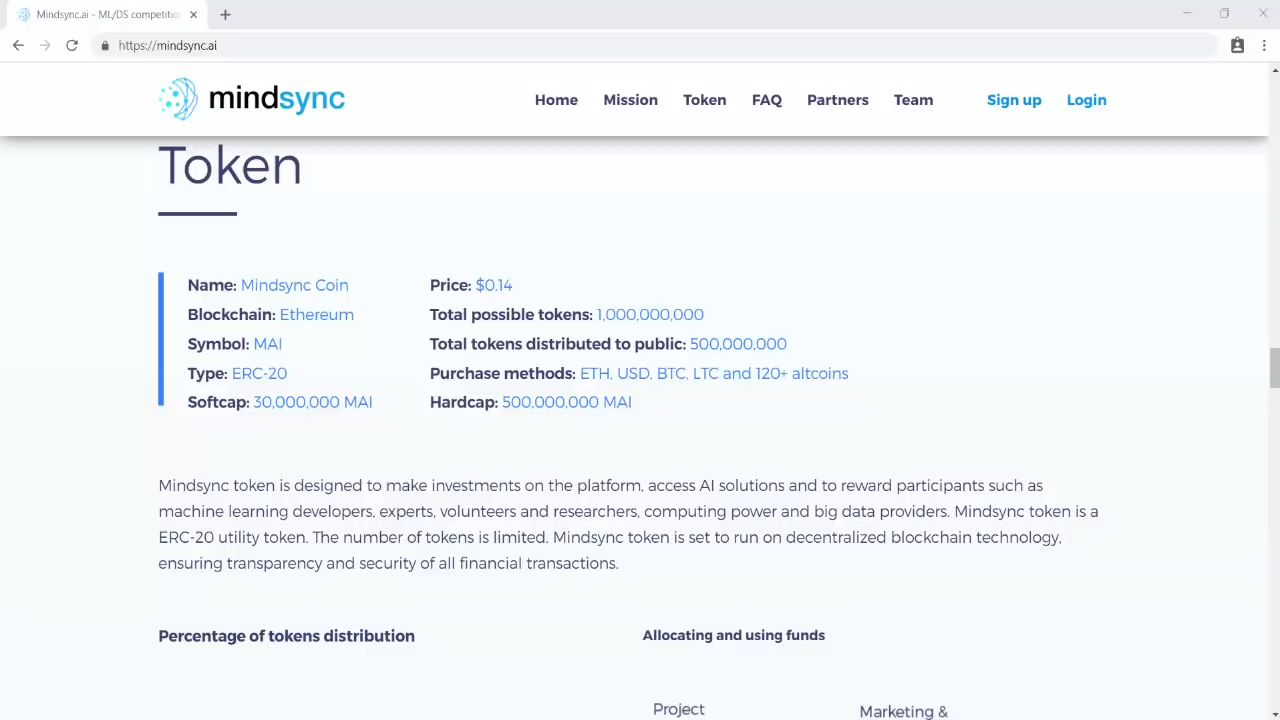 Mindsync.ai - ML/DS competitio
https://mindsync.ai
mindsync
Home Mission Token FAQ Partners Team Sign up Login
Token
Name: Mindsync Coin
Blockchain: Ethereum
Symbol: MAI
Type: ERC-20
Softcap: 30,000,000 MAI
Price: $0.14
Total possible tokens: 1,000,000,000
Total tokens distributed to public: 500,000,000
Purchase methods: ETH, USD, BTC, LTC and 120+ altcoins
Hardcap: 500,000,000 MAI
Mindsync token is designed to make investments on the platform, access AI solutions and to reward participants such as
machine learning developers, experts, volunteers and researchers, computing power and big data providers. Mindsync token is a
ERC-20 utility token. The number of tokens is limited. Mindsync token is set to run on decentralized blockchain technology,
ensuring transparency and security of all financial transactions.
Percentage of tokens distribution
Allocating and using funds
Project
Marketing &